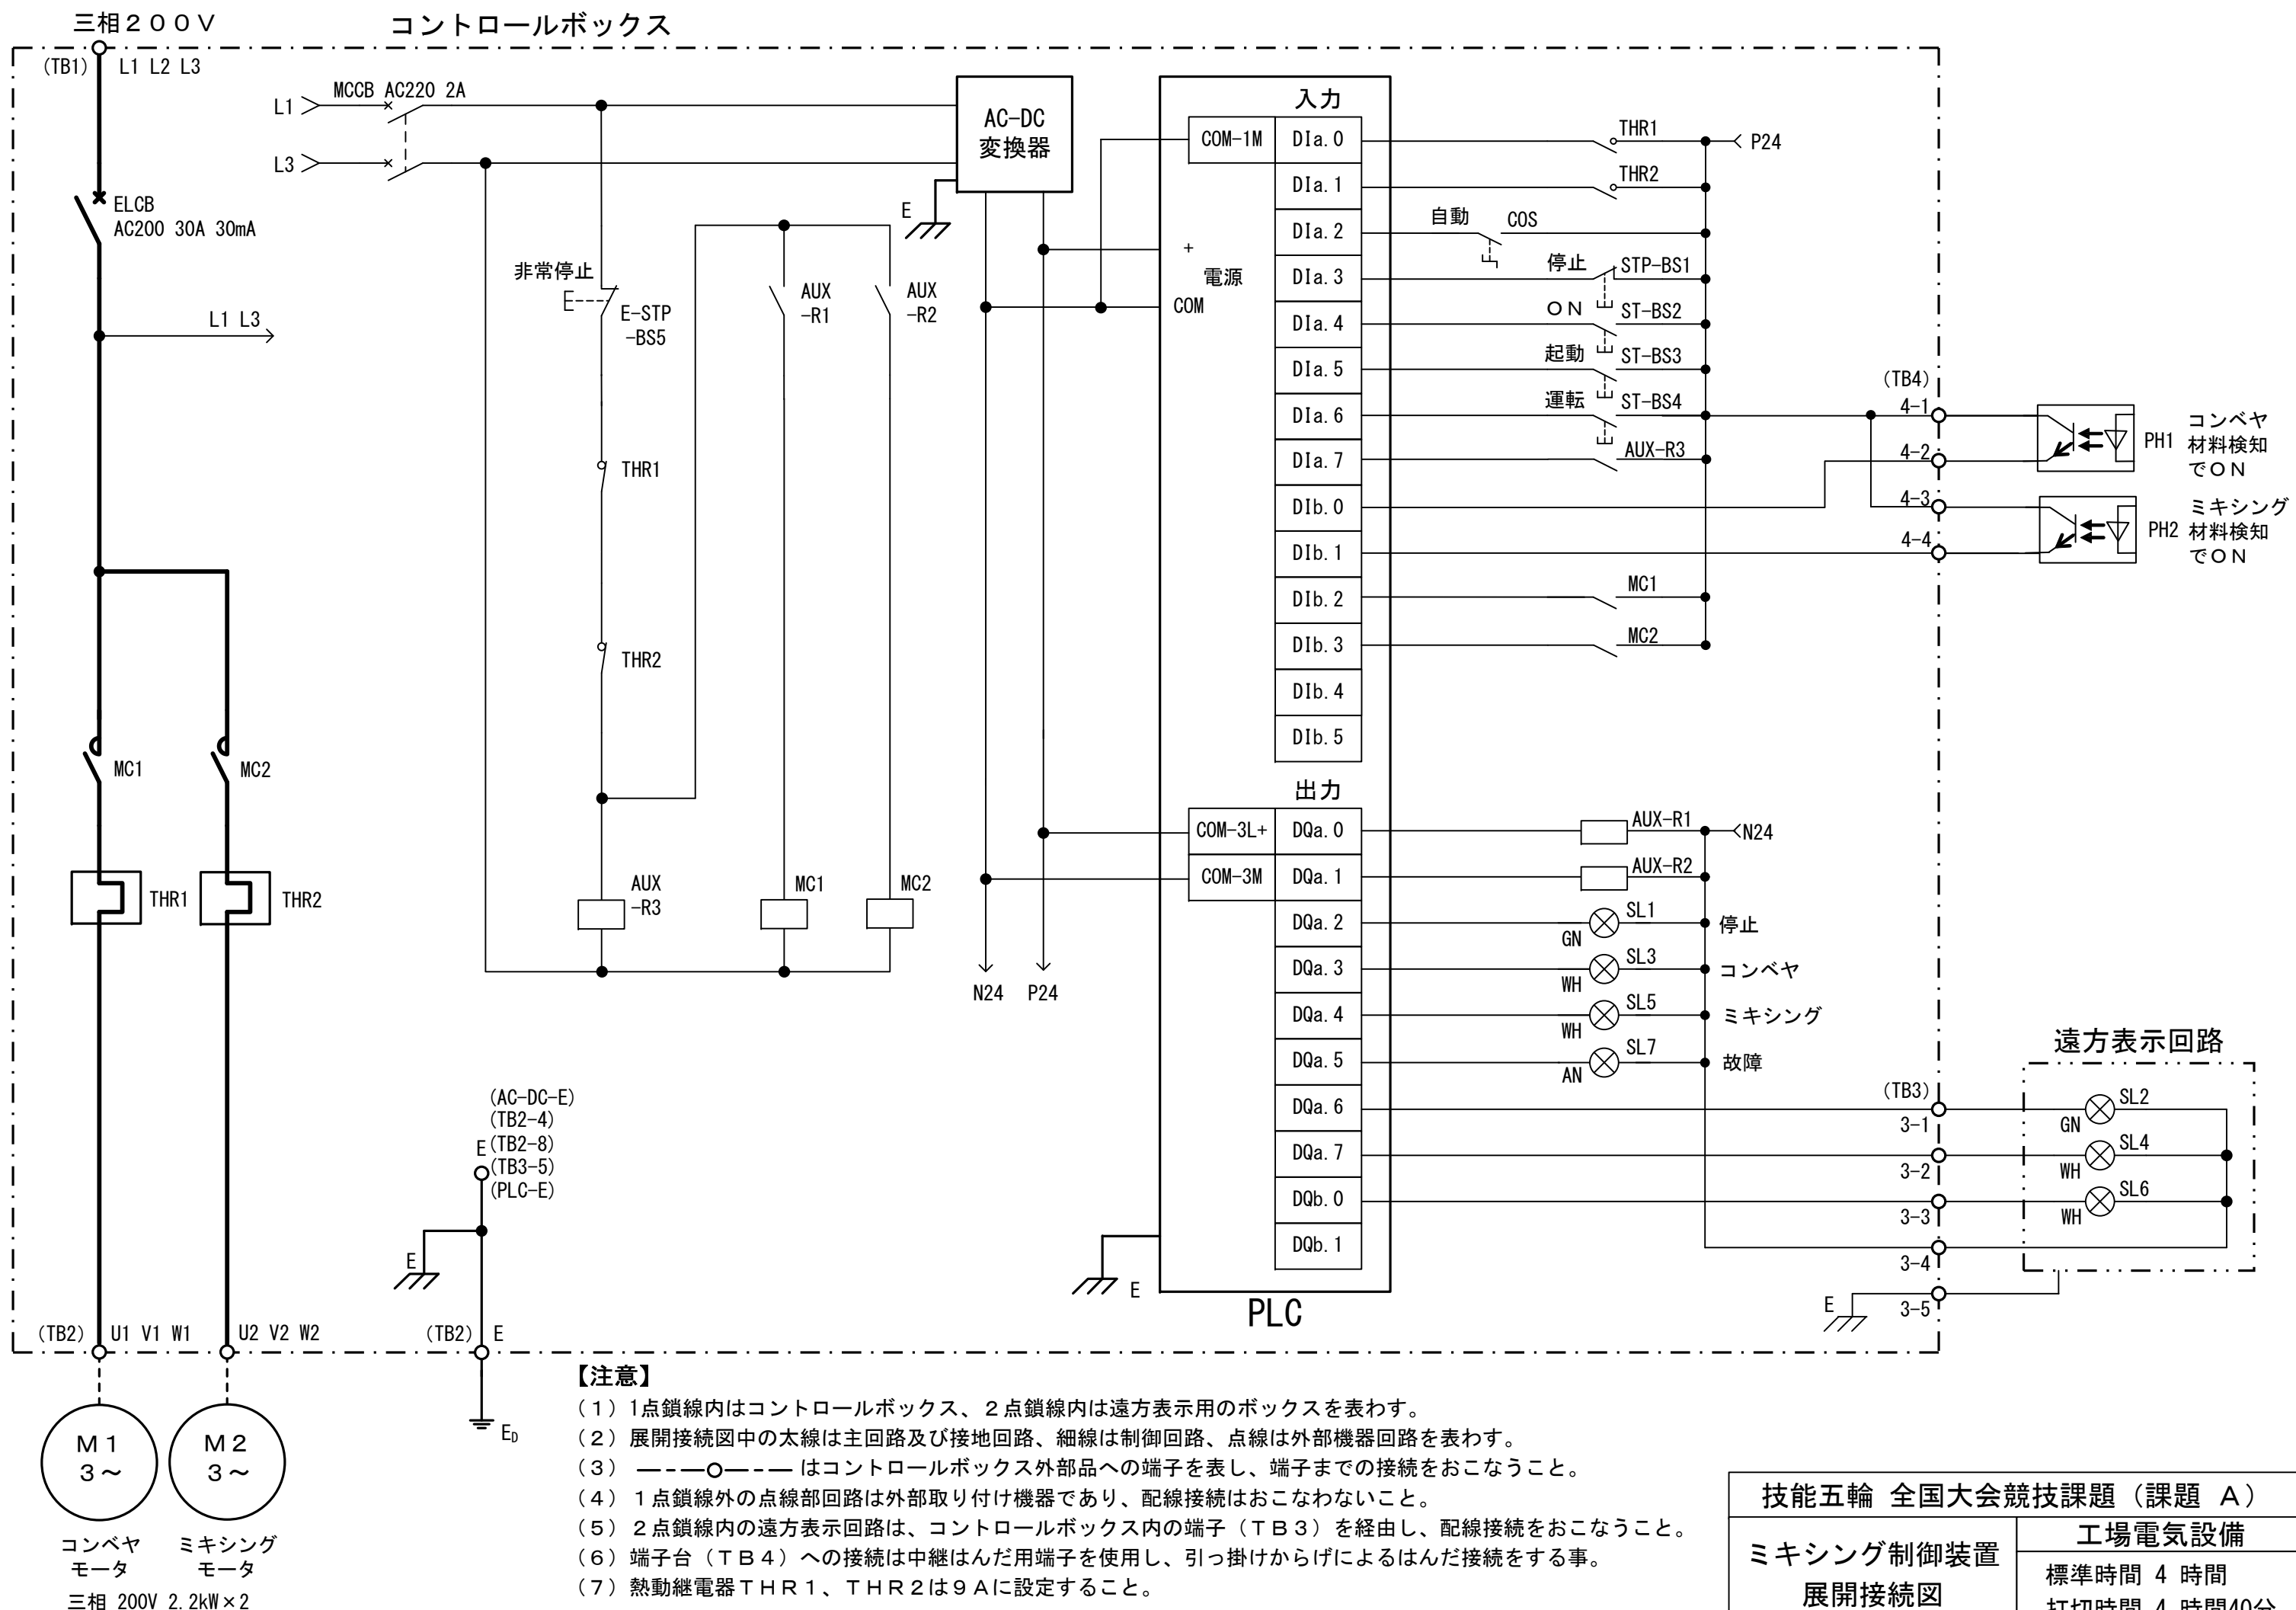 三相２００Ｖ
コントロールボックス
(TB1)
L1 L2 L3
L1
MCCB AC220 2A
L3
ELCB
AC200 30A 30mA
L1 L3
非常停止
E-STP
-BS5
THR1
THR2
AUX
-R1
AUX
-R2
AUX
-R3
MC1
MC2
MC1
MC2
THR1
THR2
AC-DC
変換器
E
N24
P24
入力
COM-1M
DIa.0
DIa.1
DIa.2
DIa.3
DIa.4
DIa.5
DIa.6
DIa.7
DIb.0
DIb.1
DIb.2
DIb.3
DIb.4
DIb.5
+
電源
COM
出力
COM-3L+
COM-3M
DQa.0
DQa.1
DQa.2
DQa.3
DQa.4
DQa.5
DQa.6
DQa.7
DQb.0
DQb.1
E
PLC
THR1
P24
THR2
自動 COS
停止 STP-BS1
ＯＮ ST-BS2
起動 ST-BS3
運転 ST-BS4
AUX-R3
MC1
MC2
(TB4)
4-1
4-2
4-3
4-4
PH1
コンベヤ
材料検知
でＯＮ
PH2
ミキシング
材料検知
でＯＮ
AUX-R1
N24
AUX-R2
SL1
GN
停止
SL3
WH
コンベヤ
SL5
WH
ミキシング
SL7
AN
故障
遠方表示回路
(TB3)
3-1
3-2
3-3
3-4
3-5
E
SL2
GN
SL4
WH
SL6
WH
(AC-DC-E)
(TB2-4)
E (TB2-8)
(TB3-5)
(PLC-E)
E
(TB2) U1 V1 W1
U2 V2 W2
(TB2) E
ED
Ｍ１
３～
Ｍ２
３～
コンベヤ
モータ
ミキシング
モータ
三相 200V 2.2kW×2
【注意】
（１）1点鎖線内はコントロールボックス、２点鎖線内は遠方表示用のボックスを表わす。
（２）展開接続図中の太線は主回路及び接地回路、細線は制御回路、点線は外部機器回路を表わす。
（３） はコントロールボックス外部品への端子を表し、端子までの接続をおこなうこと。
（４）１点鎖線外の点線部回路は外部取り付け機器であり、配線接続はおこなわないこと。
（５）２点鎖線内の遠方表示回路は、コントロールボックス内の端子（ＴＢ３）を経由し、配線接続をおこなうこと。
（６）端子台（ＴＢ４）への接続は中継はんだ用端子を使用し、引っ掛けからげによるはんだ接続をする事。
（７）熱動継電器ＴＨＲ１、ＴＨＲ２は９Ａに設定すること。
技能五輪 全国大会競技課題（課題 Ａ）
ミキシング制御装置
展開接続図
工場電気設備
標準時間 4 時間
打切時間 4 時間40分